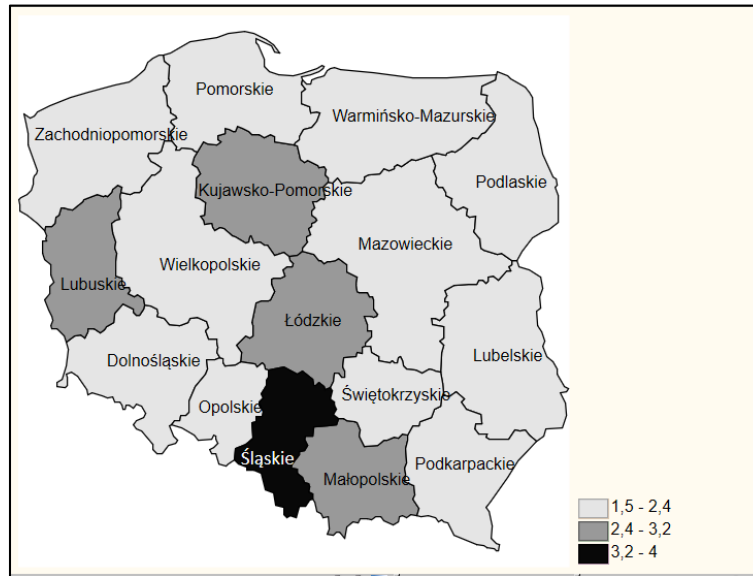 Pomorskie
Warmińsko-Mazurskie
Zachodniopomorskie
Podlaskie
Kujawsko-Pomorskie
Mazowieckie
Wielkopolskie
Lubuskie
Łódzkie
Lubelskie
Dolnośląskie
Świętokrzyskie
Opolskie
Śląskie
Podkarpackie
Małopolskie
1,5 - 2,4
2,4 - 3,2
3,2 - 4